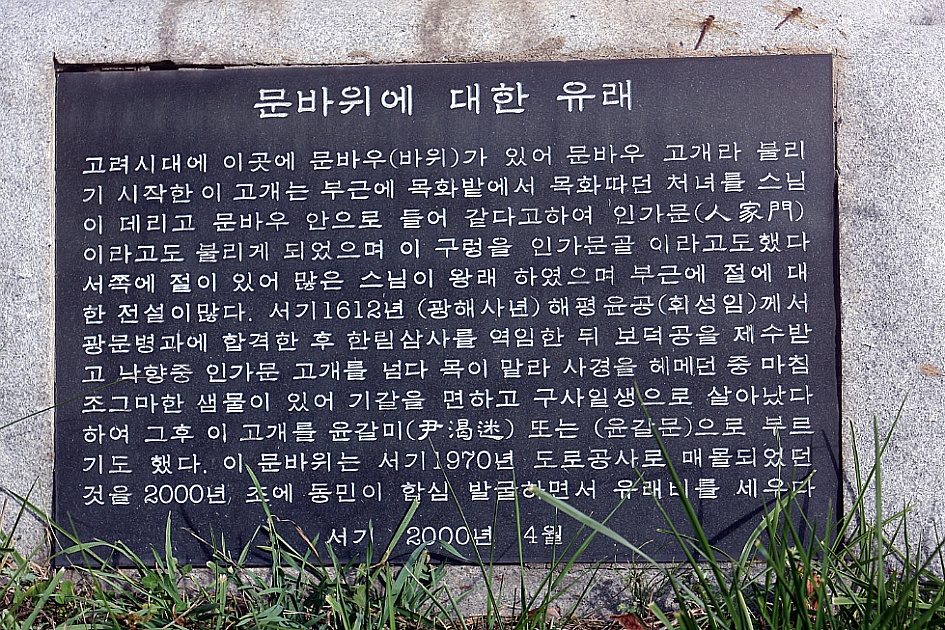 문바위에 대한 유래
고려시대에 이곳에 문바우(바위)가 있어 문바우 고개라 불리
기 시작한 이 고개는 부근에 목화밭에서 목화따던 처녀를 스님
이 데리고 문바우 안으로 들어 갔다고하여 인가문(人家門)
이라고도 불리게 되었으며 이 구렁을 인가문골 이라고도했다
서쪽에 절이 있어 많은 스님이 왕래 하였으며 부근에 절에 대
한 전설이많다. 서기1612년 (광해사년)해평윤공(휘성임)께서
광문병과에 합격한 후 한림삼사를 역임한 뒤 보덕공을 제수받
고 낙향중 인가문 고개를 넘다 목이 말라 사경을 헤메던 중 마침
조그마한 샘물이 있어 기갈을 면하고 구사일생으로 살아났다
하여 그후 이 고개를 윤갈미(尹渴迷) 또는 (윤갈문)으로 부르
기도 했다. 이 문바위는 서기1970년 도로공사로 매몰되었던
것을 2000년 초에 동민이 합심 발굴하면서 유래비를 세우다
서기 2000년 4월